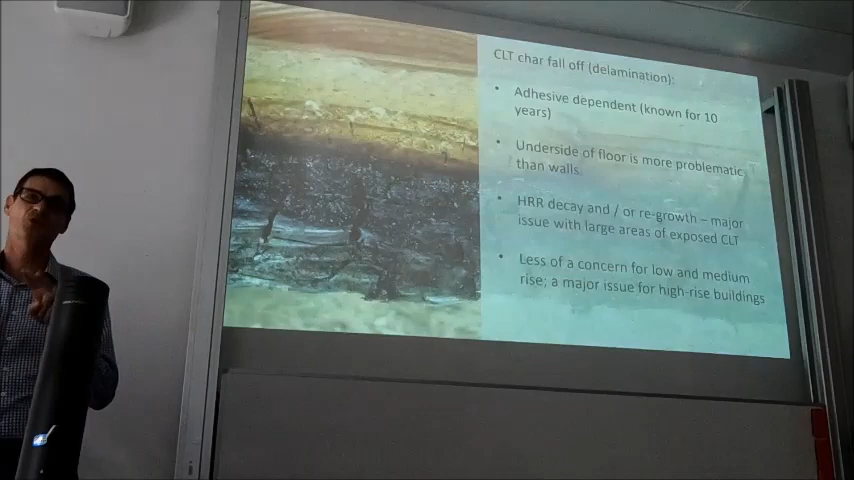 CLT char fall off (delamination):
• Adhesive dependent (known for 10
years)
• Underside of floor is more problematic
than walls
• HRR decay and / or re-growth – major
issue with large areas of exposed CLT
• Less of a concern for low and medium
rise; a major issue for high-rise buildings